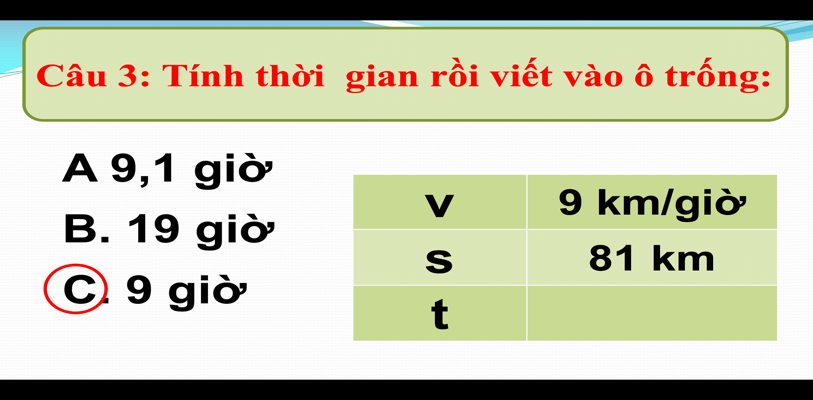 Câu 3: Tính thời gian rồi viết vào ô trống:
A 9,1 giờ
B. 19 giờ
C. 9 giờ
v 9 km/giờ
s 81 km
t